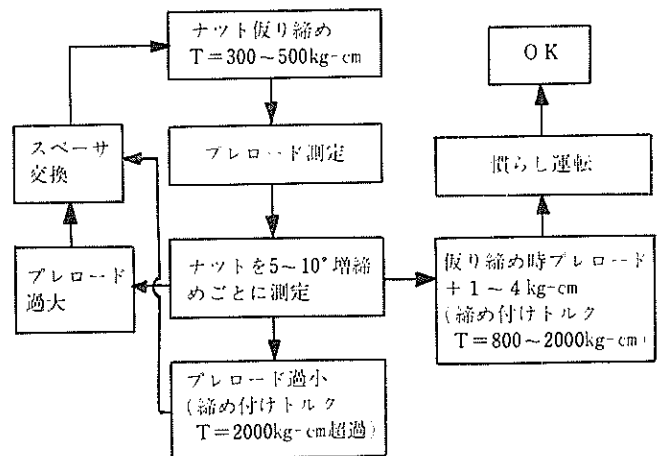 ナツト仮り締め
T＝300～500kg-cm
プレロード測定
ナツトを5～10°増締
めごとに測定
プレロード過小
(締め付けトルク
T＝2000kg-cm超過)
プレロード
過大
スペーサ
交換
仮り締め時プレロード
＋1～4kg-cm
(締め付けトルク
T＝800～2000kg-cm)
慣らし運転
OK